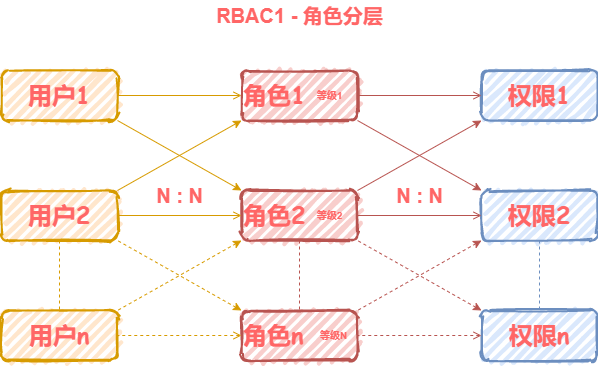 RBAC1 - 角色分层
用户1
角色1 等级1
权限1
N : N
N : N
用户2
角色2 等级2
权限2
用户n
角色n 等级N
权限n